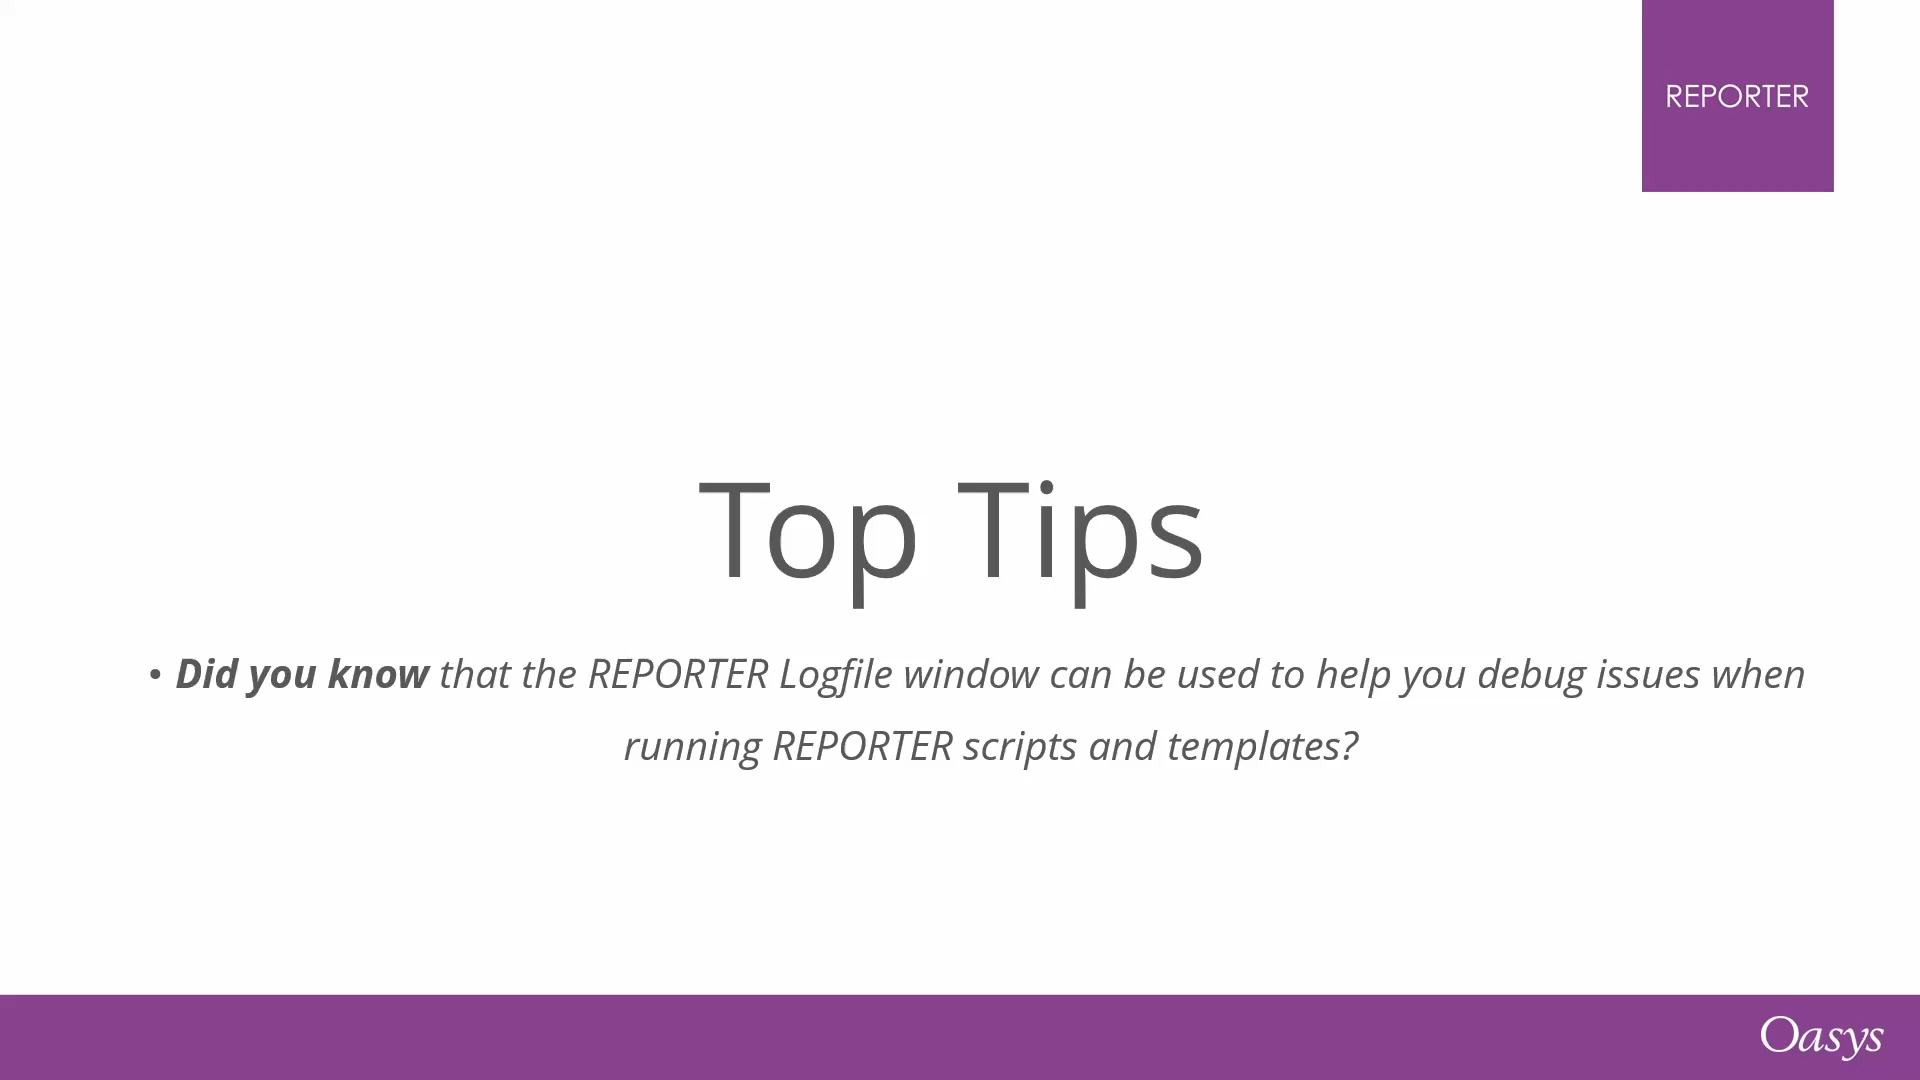 REPORTER
Top Tips
• Did you know that the REPORTER Logfile window can be used to help you debug issues when
running REPORTER scripts and templates?
Oasys